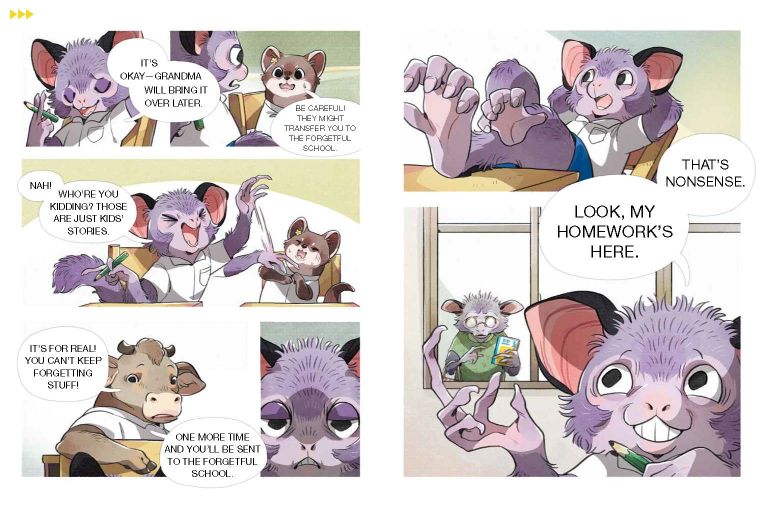 IT'S
OKAY—GRANDMA
WILL BRING IT
OVER LATER.
BE CAREFUL!
THEY MIGHT
TRANSFER YOU TO
THE FORGETFUL
SCHOOL.
NAH!
WHO'RE YOU
KIDDING? THOSE
ARE JUST KIDS'
STORIES.
IT'S FOR REAL!
YOU CAN'T KEEP
FORGETTING
STUFF!
ONE MORE TIME
AND YOU'LL BE SENT
TO THE FORGETFUL
SCHOOL.
THAT'S
NONSENSE.
LOOK, MY
HOMEWORK'S
HERE.